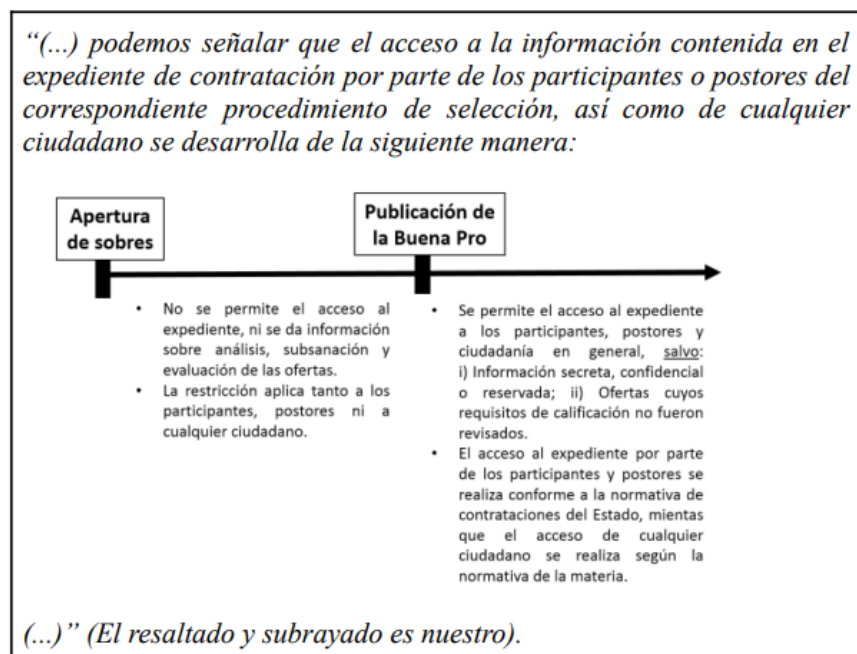 “(...) podemos señalar que el acceso a la información contenida en el
expediente de contratación por parte de los participantes o postores del
correspondiente procedimiento de selección, así como de cualquier
ciudadano se desarrolla de la siguiente manera:
Apertura
de sobres
Publicación de
la Buena Pro
• No se permite el acceso al
expediente, ni se da información
sobre análisis, subsanación y
evaluación de las ofertas.
• La restricción aplica tanto a los
participantes, postores ni a
cualquier ciudadano.
• Se permite el acceso al expediente
a los participantes, postores y
ciudadanía en general, salvo:
i) Información secreta, confidencial
o reservada; ii) Ofertas cuyos
requisitos de calificación no fueron
revisados.
• El acceso al expediente por parte
de los participantes y postores se
realiza conforme a la normativa de
contrataciones del Estado, mientas
que el acceso de cualquier
ciudadano se realiza según la
normativa de la materia.
(...)” (El resaltado y subrayado es nuestro).